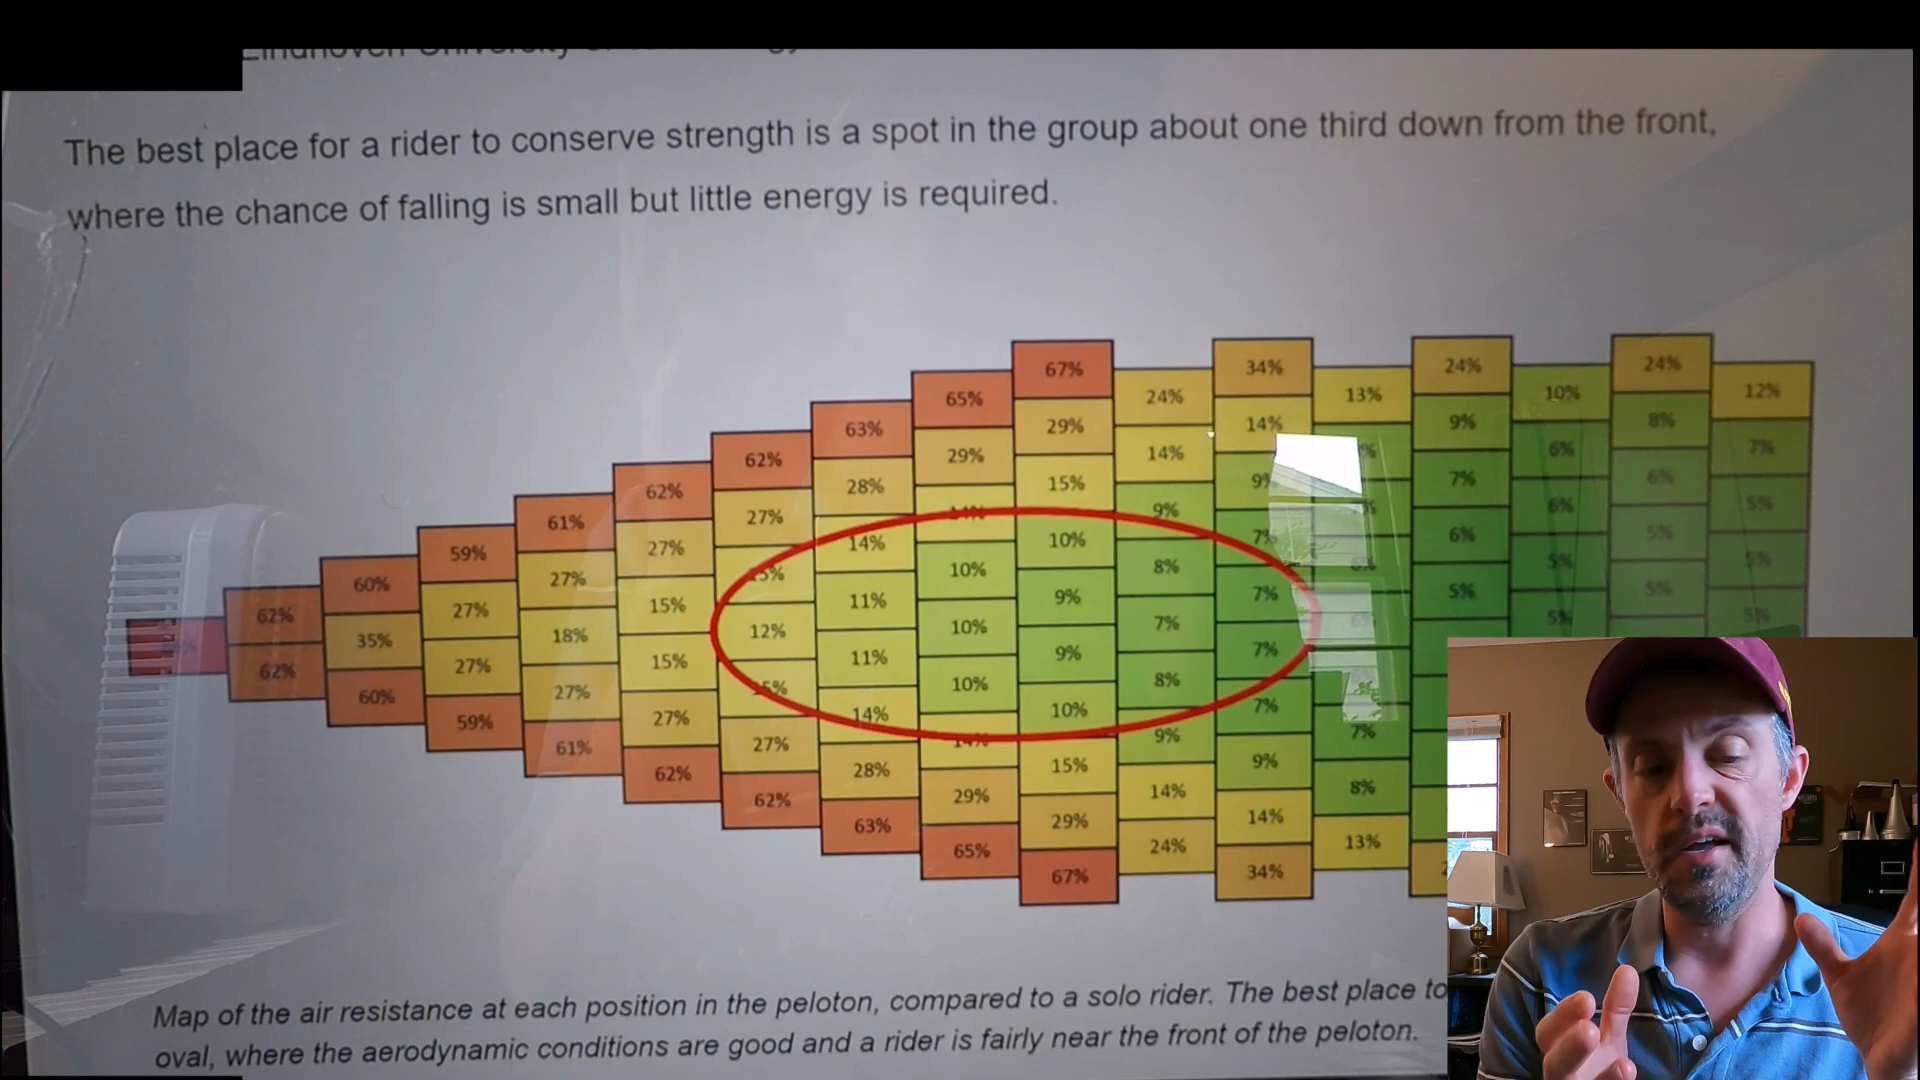 The best place for a rider to conserve strength is a spot in the group about one third down from the front,
where the chance of falling is small but little energy is required.
67% 34% 24% 24%
65% 24% 13% 10% 12%
63% 29% 14% 9% 8%
62% 29% 14% 6% 7%
62% 28% 15% 7% 6%
61% 27% 9% 6% 5%
59% 27% 14% 10% 6% 5%
60% 27% 10% 8% 5% 5%
62% 27% 15% 11% 9% 7% 5% 5%
35% 18% 12% 10% 7% 5% 5%
62% 27% 15% 11% 9% 7%
60% 27% 10% 8%
59% 27% 14% 10% 7%
61% 27% 9% 7%
62% 28% 15% 9%
62% 29% 14% 8%
63% 29% 14%
65% 24% 13%
67% 34%
Map of the air resistance at each position in the peloton, compared to a solo rider. The best place to
oval, where the aerodynamic conditions are good and a rider is fairly near the front of the peloton.